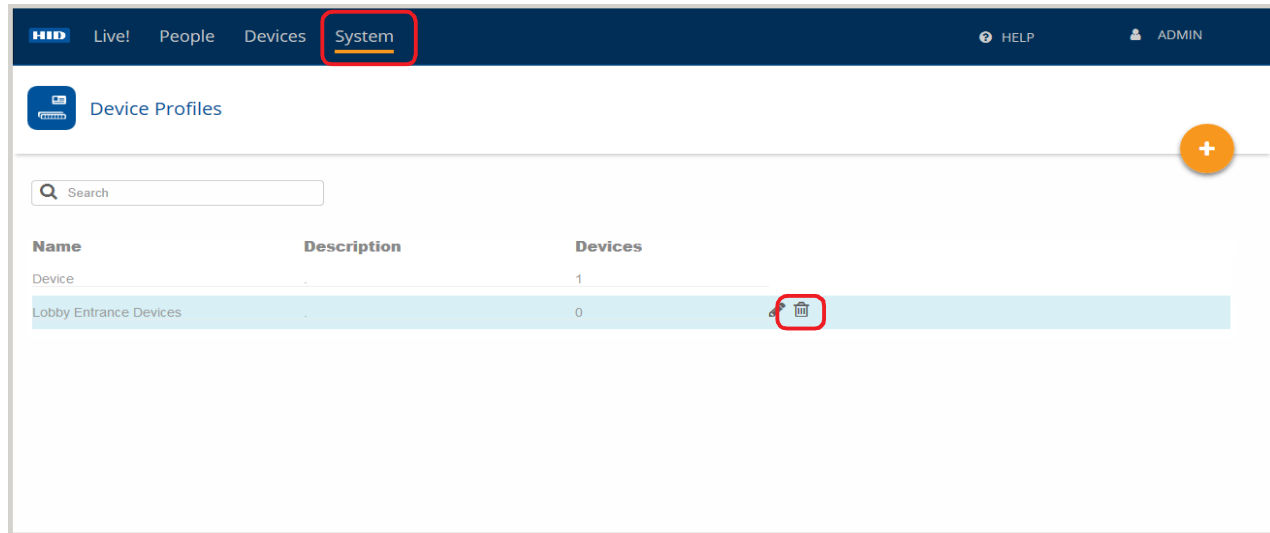 HID Live! People Devices System HELP ADMIN
Device Profiles
Search
Name Description Devices
Device . 1
Lobby Entrance Devices . 0